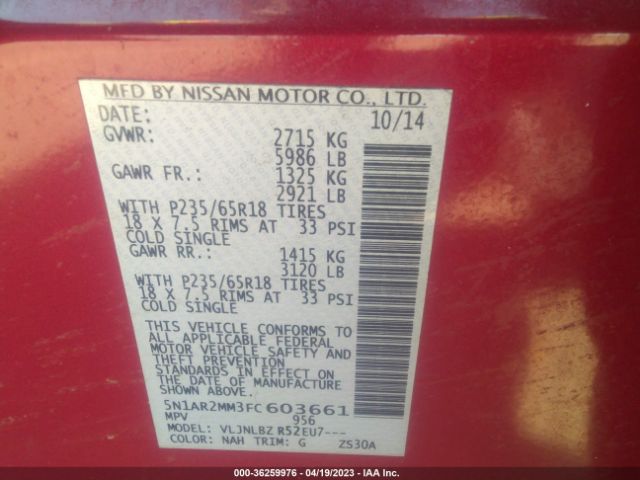 MFD BY NISSAN MOTOR CO., LTD.
DATE: 10/14
GVWR: 2715 KG
5986 LB
GAWR FR.: 1325 KG
2921 LB
WITH P235/65R18 TIRES
18 X 7.5 RIMS AT 33 PSI
COLD SINGLE
GAWR RR.: 1415 KG
3120 LB
WITH P235/65R18 TIRES
18 X 7.5 RIMS AT 33 PSI
COLD SINGLE
THIS VEHICLE CONFORMS TO
ALL APPLICABLE FEDERAL
MOTOR VEHICLE SAFETY AND
THEFT PREVENTION
STANDARDS IN EFFECT ON
THE DATE OF MANUFACTURE
SHOWN ABOVE.
5N1AR2MM3FC603661
MPV 956
MODEL: VLJNLBZ R52EU7---
COLOR: NAH TRIM: G ZS30A
000-36259976 - 04/19/2023 - IAA Inc.